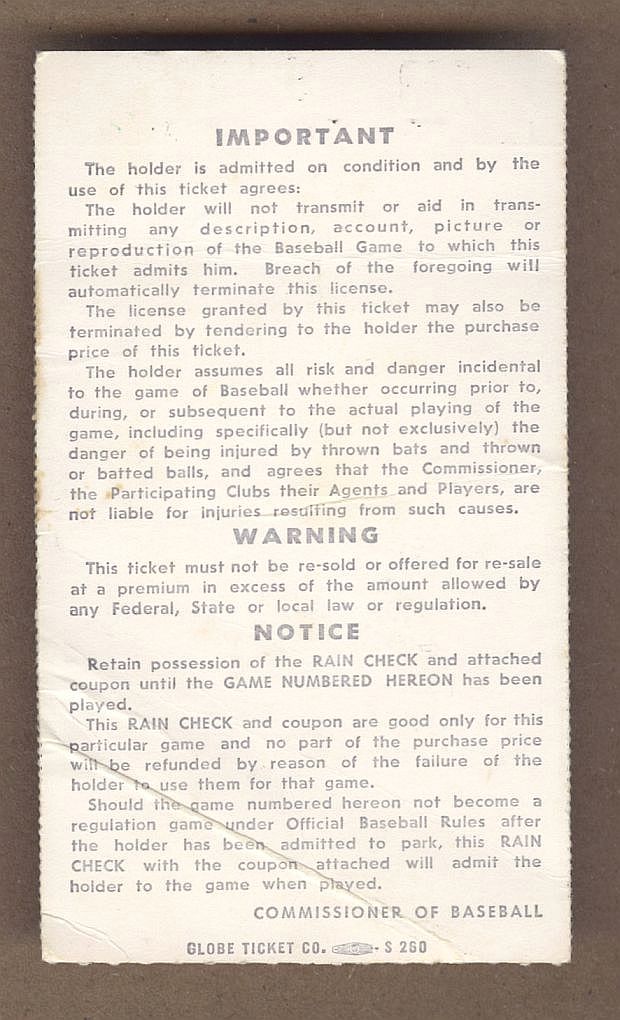 IMPORTANT
The holder is admitted on condition and by the
use of this ticket agrees:
The holder will not transmit or aid in trans-
mitting any description, account, picture or
reproduction of the Baseball Game to which this
ticket admits him. Breach of the foregoing will
automatically terminate this license.
The license granted by this ticket may also be
terminated by tendering to the holder the purchase
price of this ticket.
The holder assumes all risk and danger incidental
to the game of Baseball whether occurring prior to,
during, or subsequent to the actual playing of the
game, including specifically (but not exclusively) the
danger of being injured by thrown bats and thrown
or batted balls, and agrees that the Commissioner,
the Participating Clubs their Agents and Players, are
not liable for injuries resulting from such causes.
WARNING
This ticket must not be re-sold or offered for re-sale
at a premium in excess of the amount allowed by
any Federal, State or local law or regulation.
NOTICE
Retain possession of the RAIN CHECK and attached
coupon until the GAME NUMBERED HEREON has been
played.
This RAIN CHECK and coupon are good only for this
particular game and no part of the purchase price
will be refunded by reason of the failure of the
holder to use them for that game.
Should the game numbered hereon not become a
regulation game under Official Baseball Rules after
the holder has been admitted to park, this RAIN
CHECK with the coupon attached will admit the
holder to the game when played.
COMMISSIONER OF BASEBALL
GLOBE TICKET CO. - S 260